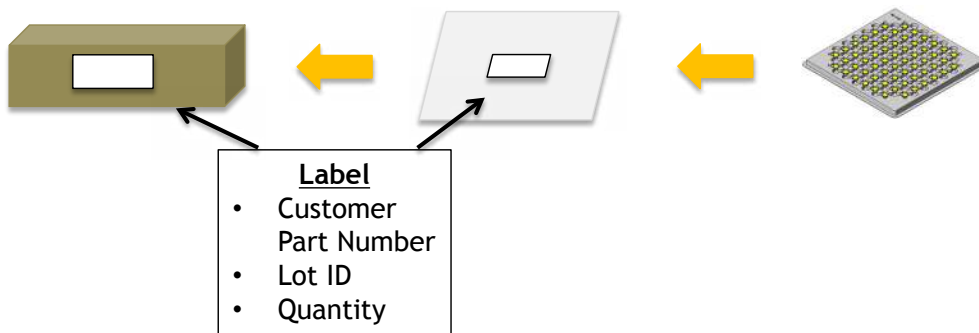 Label
• Customer
Part Number
• Lot ID
• Quantity